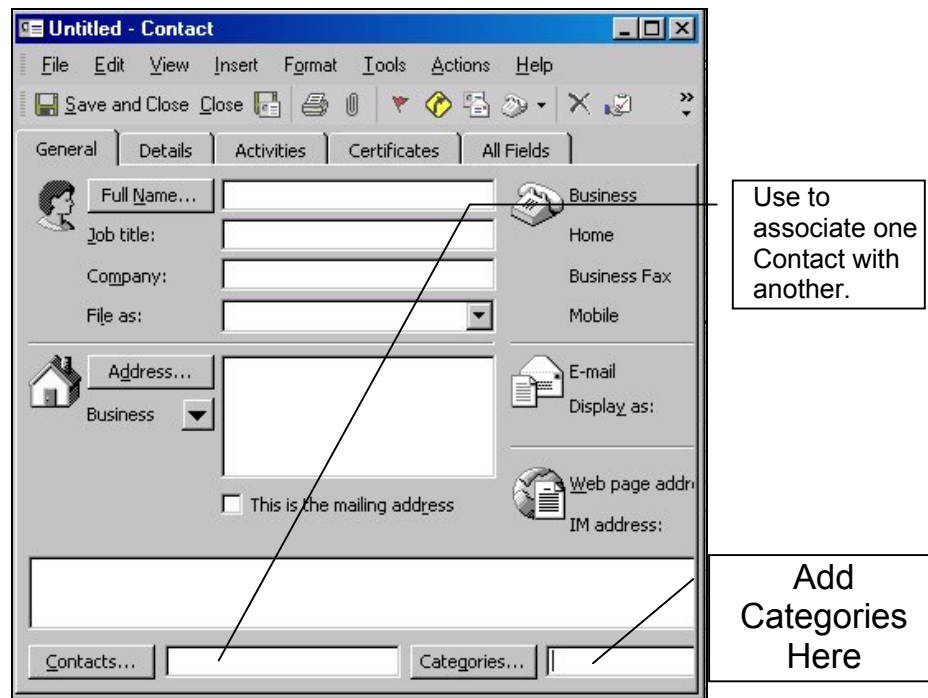 Untitled - Contact
File Edit View Insert Format Tools Actions Help
Save and Close Close
General Details Activities Certificates All Fields
Full Name... Business
Job title: Home
Company: Business Fax
File as: Mobile
Use to
associate one
Contact with
another.
Address... E-mail
Business Display as:
Web page addr
This is the mailing address
IM address:
Contacts... Categories...
Add
Categories
Here